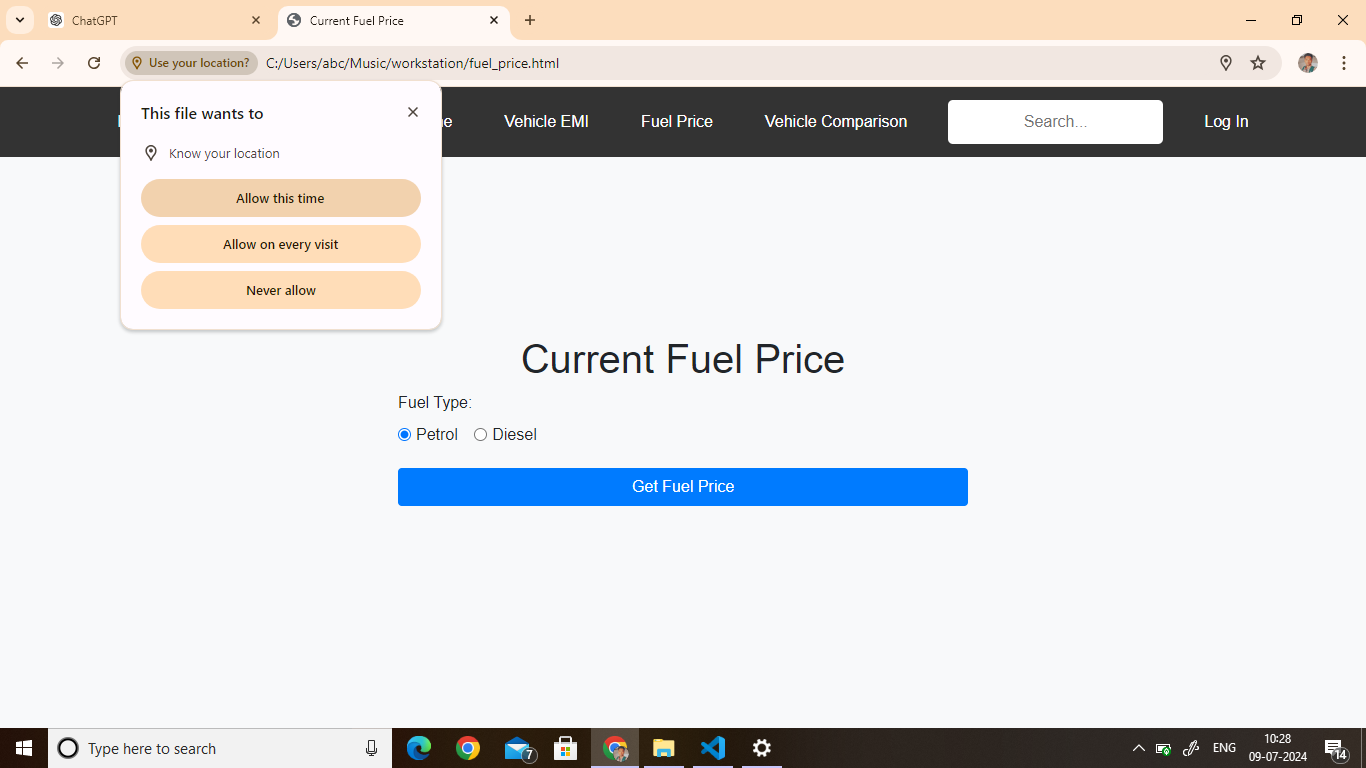 ChatGPT
Current Fuel Price
Use your location? C:/Users/abc/Music/workstation/fuel_price.html
This file wants to
Know your location
Allow this time
Allow on every visit
Never allow
Vehicle EMI Fuel Price Vehicle Comparison Search... Log In
Current Fuel Price
Fuel Type:
Petrol Diesel
Get Fuel Price
Type here to search
7
ENG
10:28
09-07-2024
14